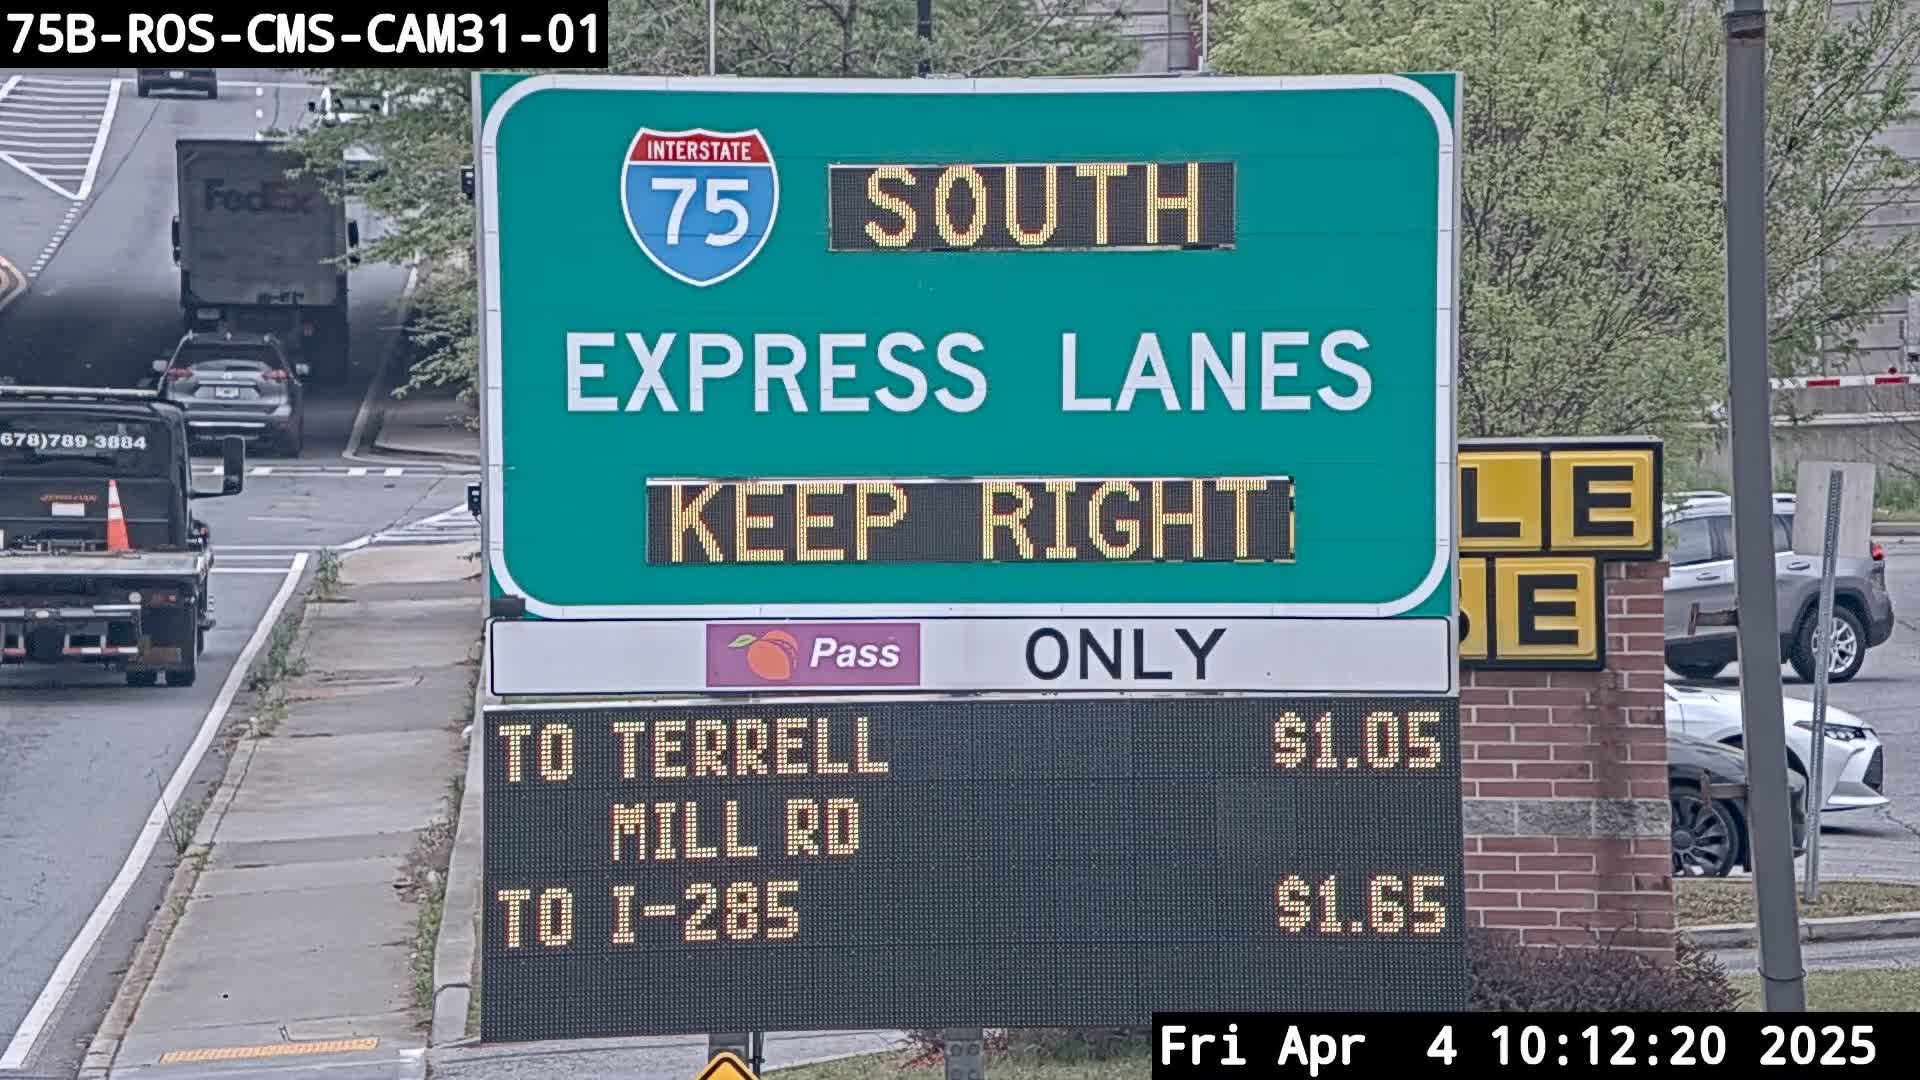 75B-ROS-CMS-CAM31-01
INTERSTATE
75
SOUTH
EXPRESS LANES
KEEP RIGHT
Pass ONLY
TO TERRELL $1.05
MILL RD
TO I-285 $1.65
FedEx
678)789 3884
LE
E
Fri Apr 4 10:12:20 2025